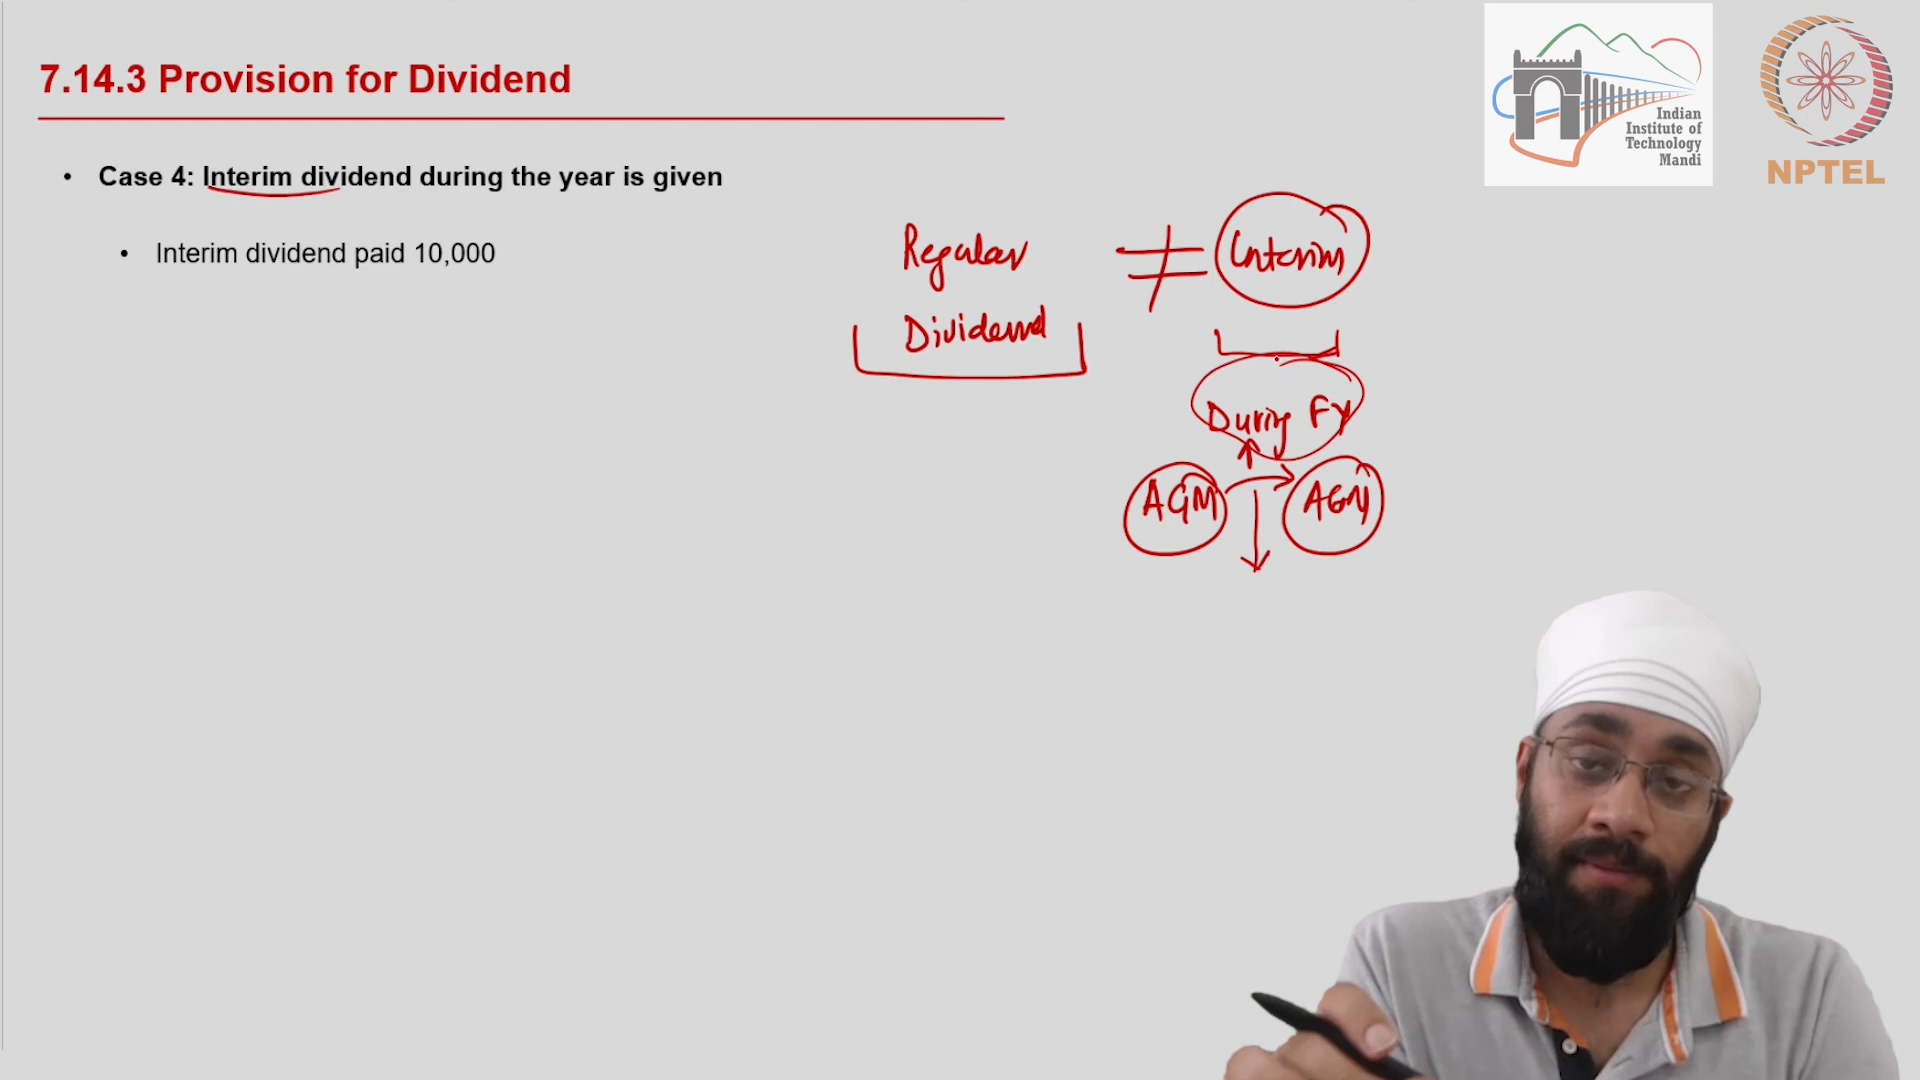 7.14.3 Provision for Dividend
• Case 4: Interim dividend during the year is given
• Interim dividend paid 10,000
Regular ≠ Interim
Dividend
During FY
AGM AGM
Indian
Institute of
Technology
Mandi
NPTEL